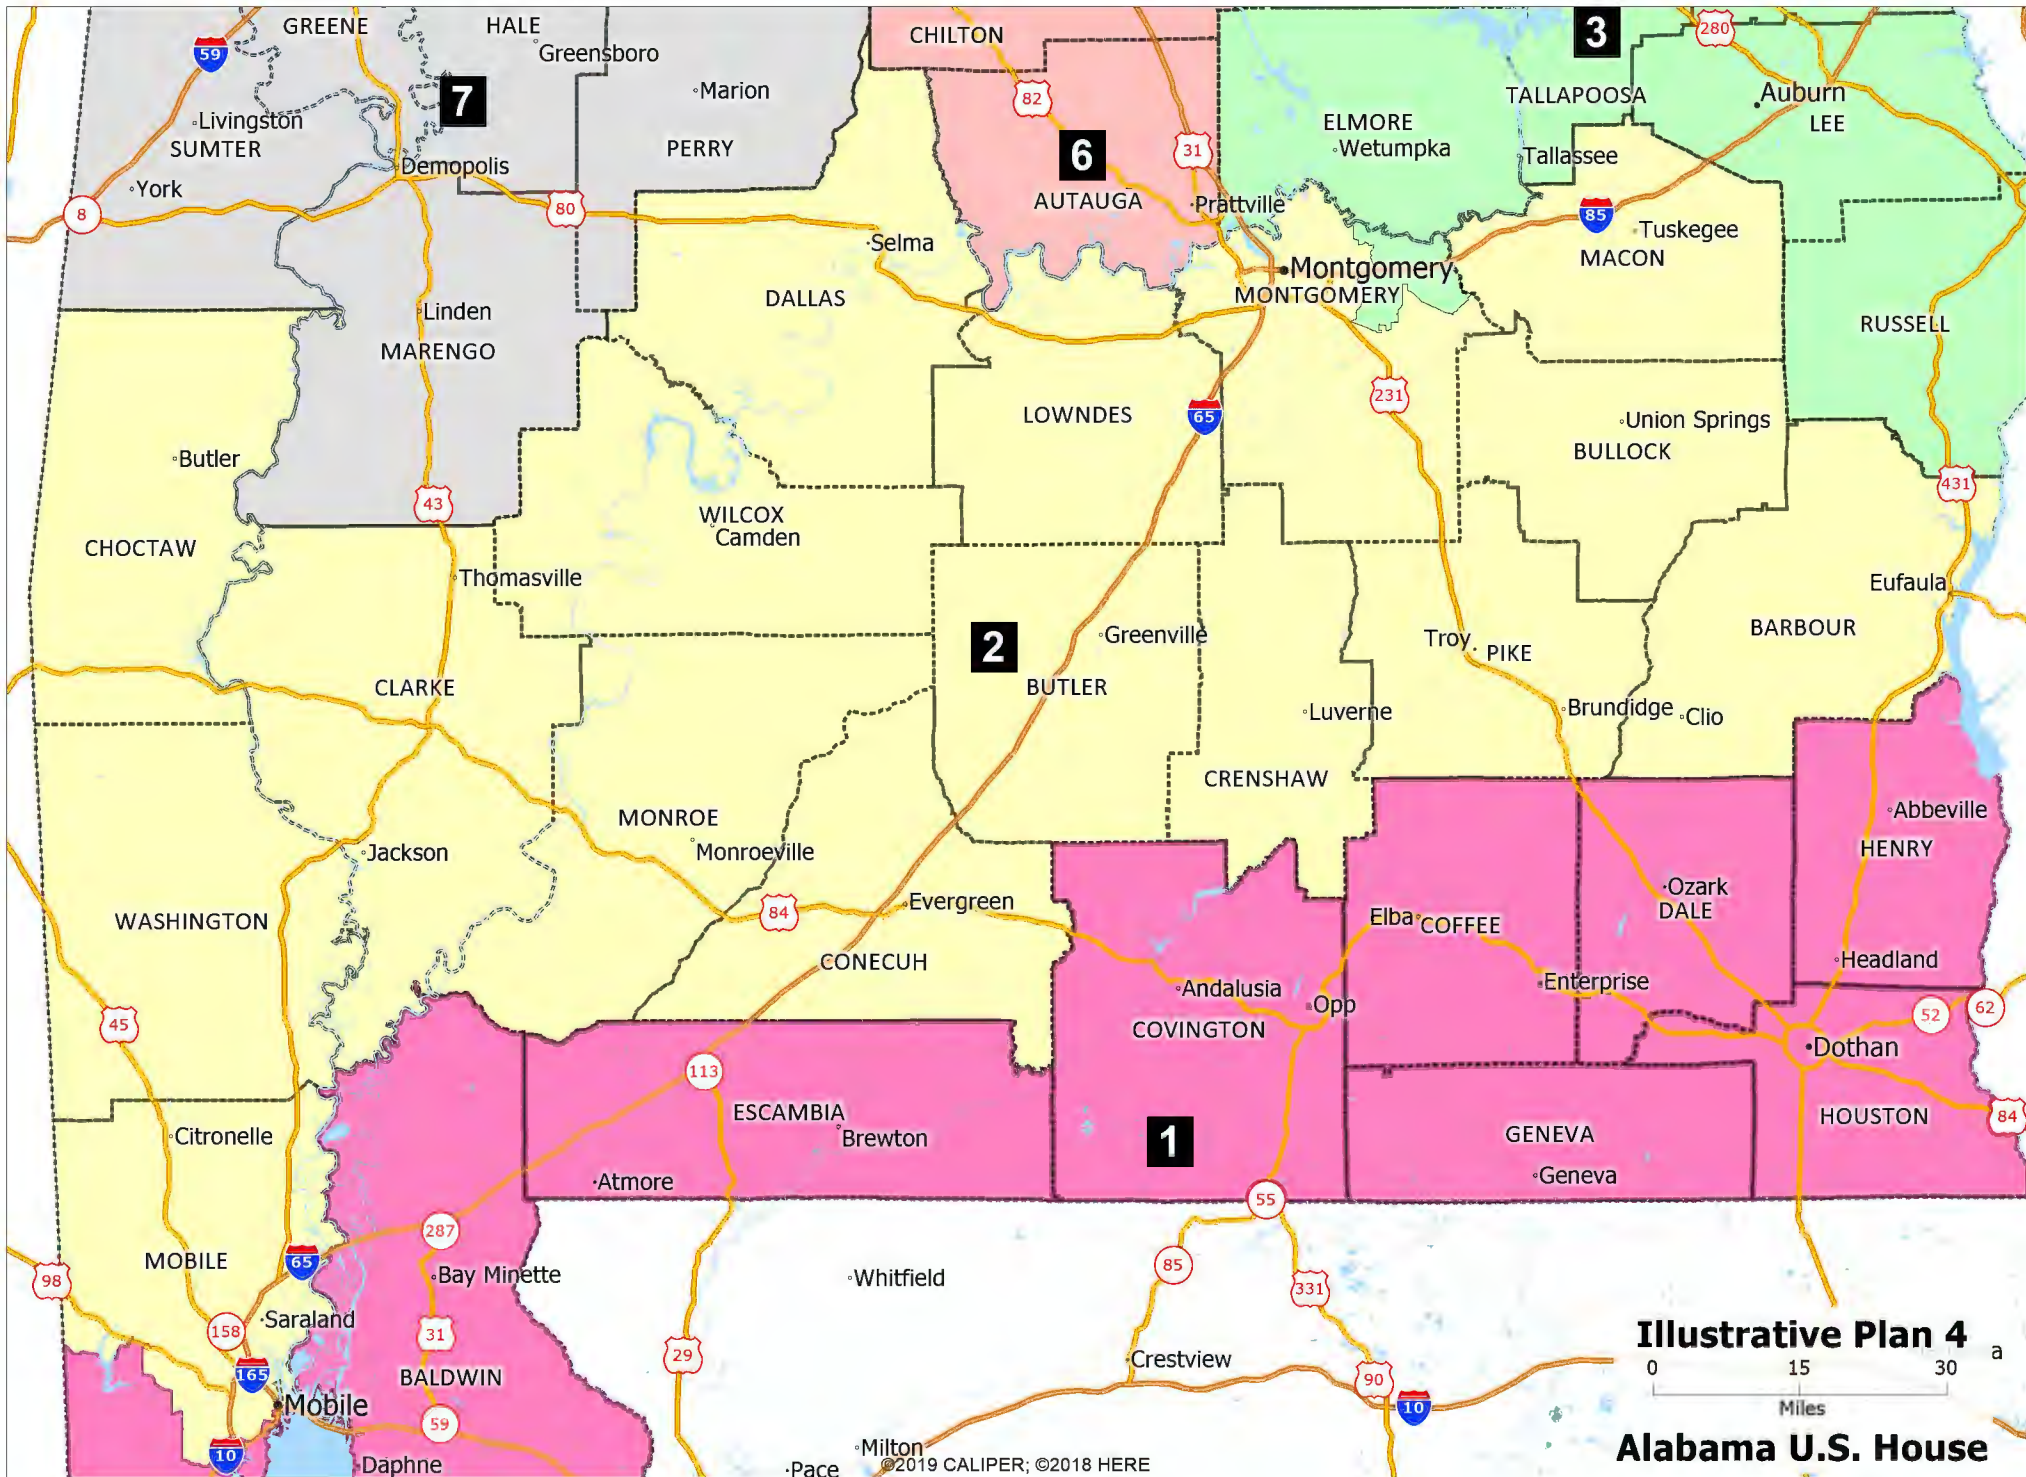 GREENE
HALE
Greensboro
59
7
Marion
Livingston
SUMTER
PERRY
Demopolis
York
8
80
Linden
MARENGO
43
CHILTON
82
6
31
AUTAUGA
Prattville
3
280
TALLAPOOSA
Auburn
LEE
ELMORE
Wetumpka
Tallassee
85
Tuskegee
MACON
Selma
DALLAS
Montgomery
MONTGOMERY
RUSSELL
231
LOWNDES
65
Union Springs
BULLOCK
431
Butler
CHOCTAW
WILCOX
Camden
Thomasville
Eufaula
BARBOUR
2
Greenville
BUTLER
Troy
PIKE
CLARKE
Luverne
Brundidge
Clio
CRENSHAW
MONROE
Monroeville
Jackson
Abbeville
HENRY
WASHINGTON
84
Evergreen
CONECUH
Ozark
DALE
Elba
COFFEE
Headland
Enterprise
Andalusia
Opp
COVINGTON
52
62
45
Dothan
113
ESCAMBIA
Brewton
Atmore
1
GENEVA
Geneva
HOUSTON
84
Citronelle
55
MOBILE
65
287
Bay Minette
98
Saraland
158
31
165
BALDWIN
Mobile
59
10
Daphne
Whitfield
85
331
29
Crestview
90
10
Milton
Pace
©2019 CALIPER; ©2018 HERE
Illustrative Plan 4
a
0 15 30
Miles
Alabama U.S. House